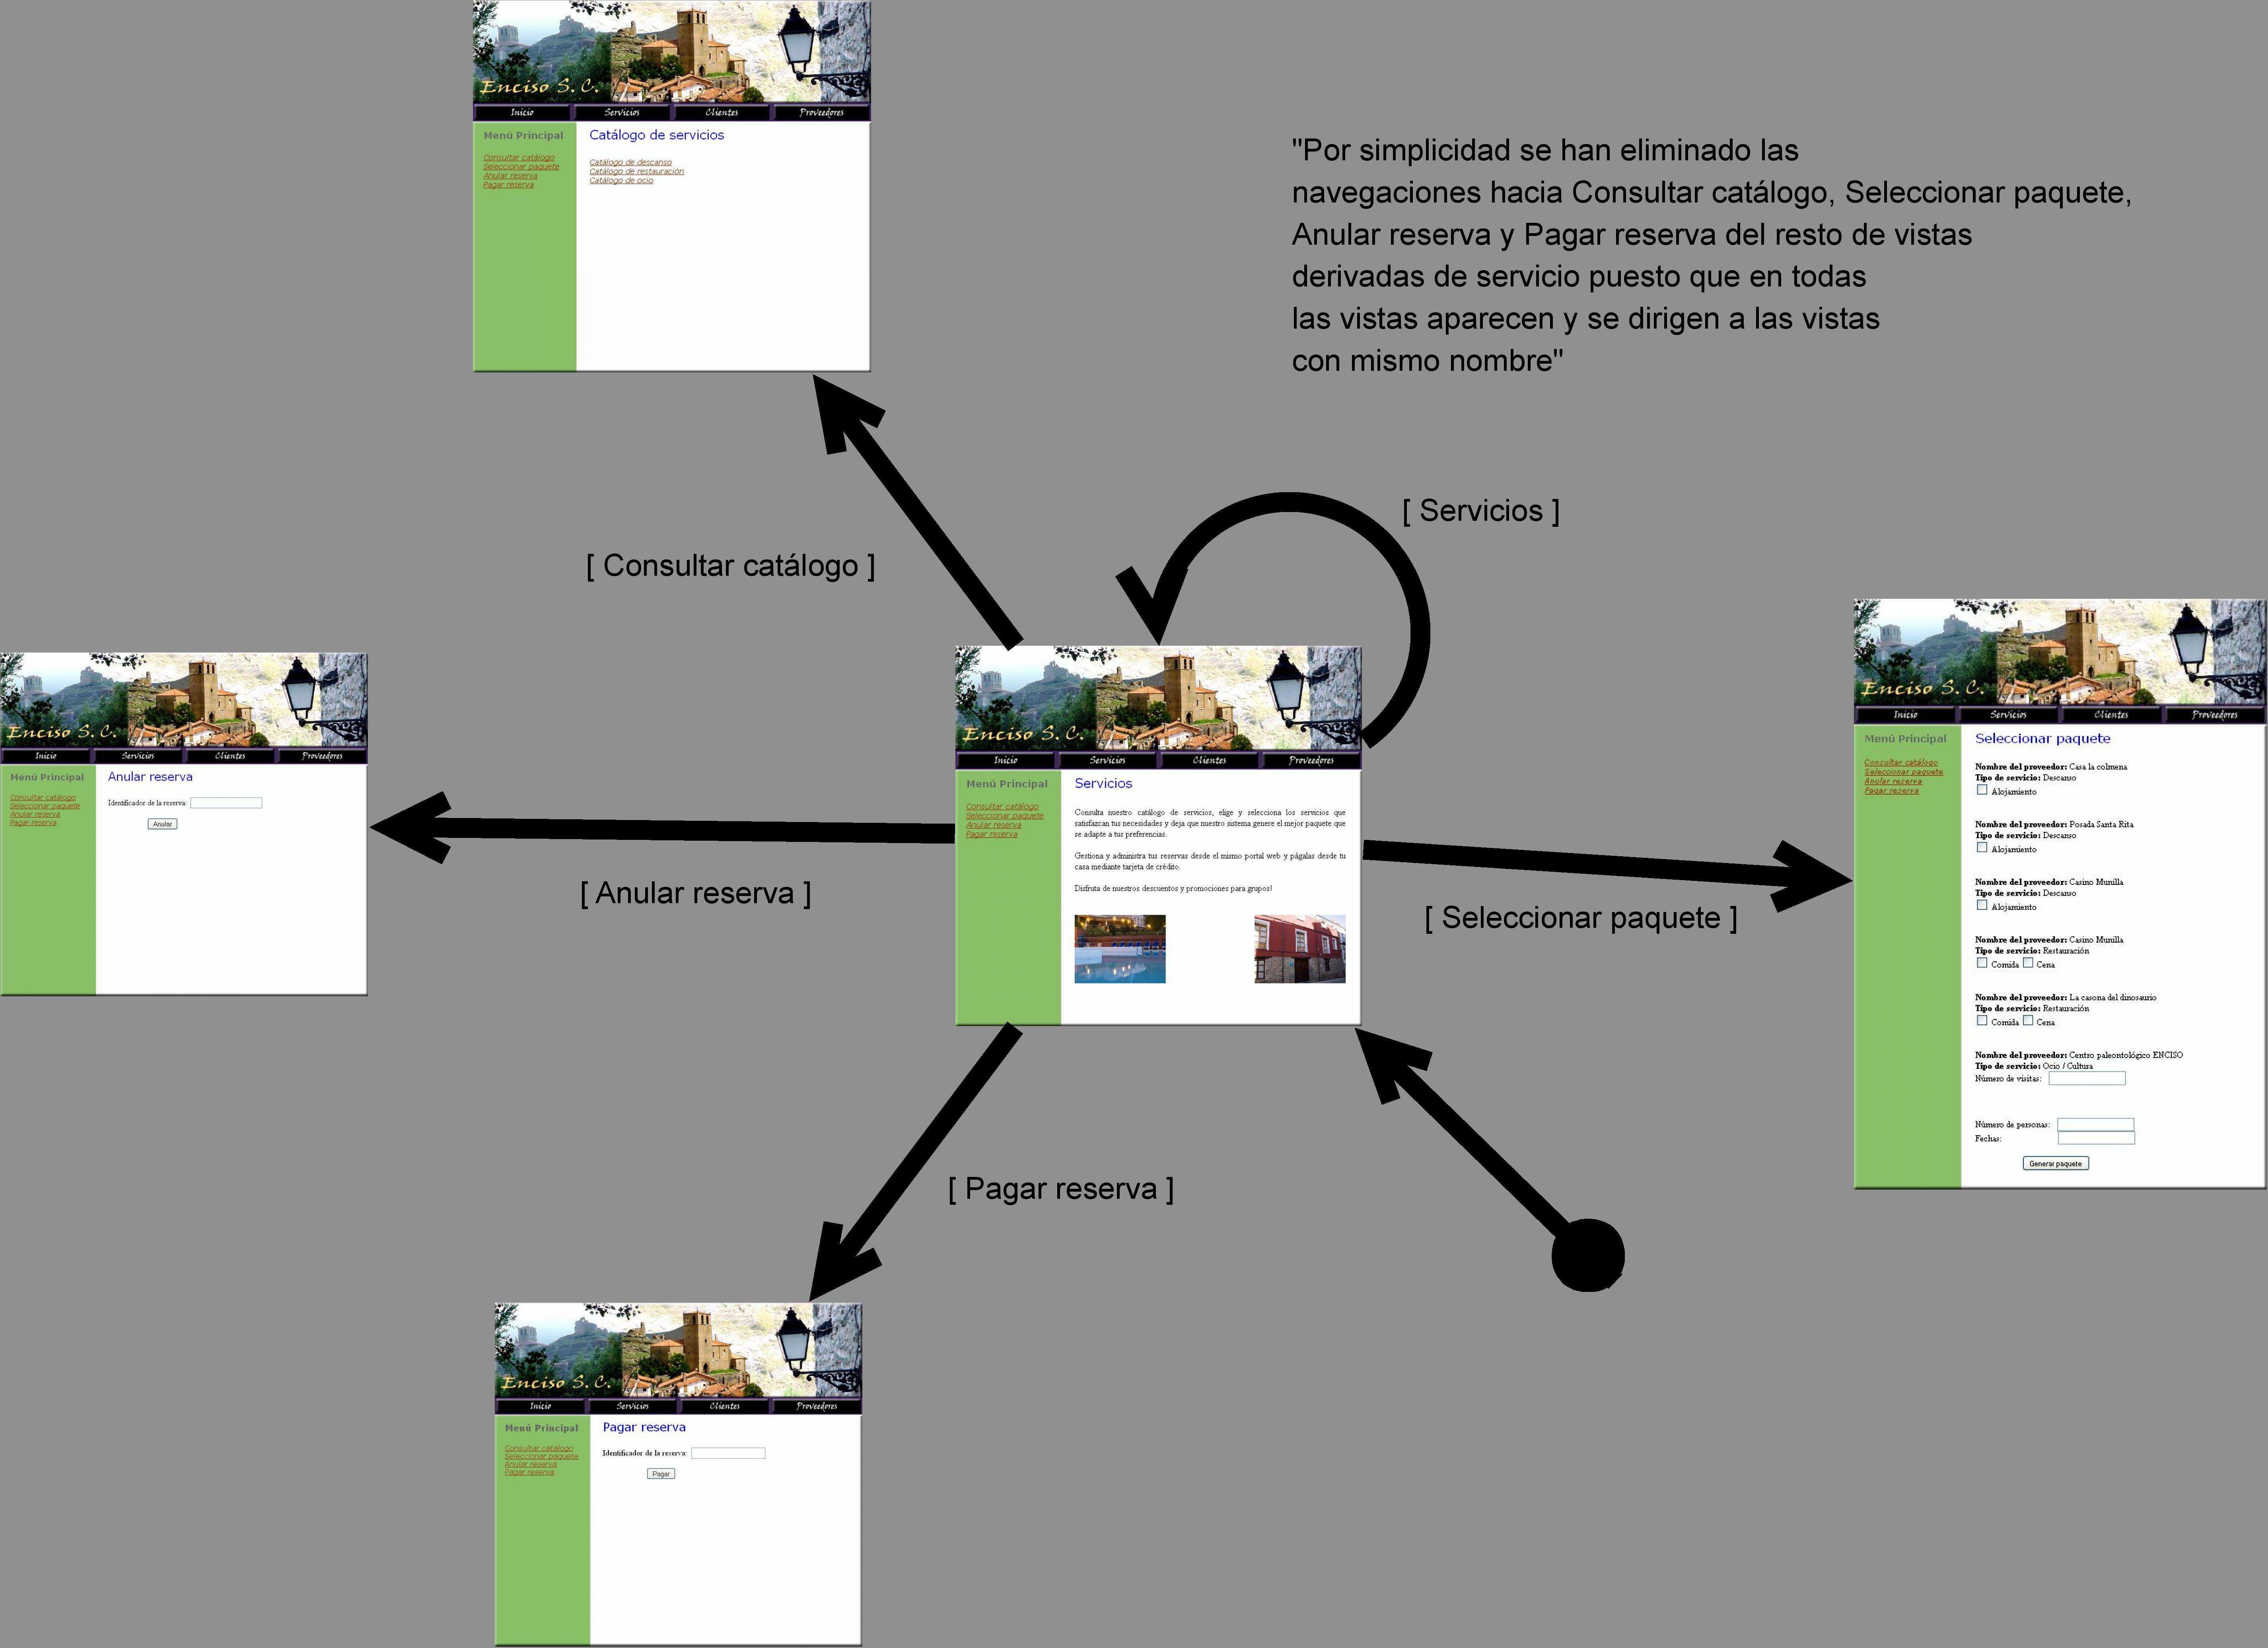 Enciso S. C.
Inicio Servicios Clientes Proveedores
Menú Principal
Consultar catálogo
Seleccionar paquete
Anular reserva
Pagar reserva
Catálogo de servicios
Catálogo de descanso
Catálogo de restauración
Catálogo de ocio
"Por simplicidad se han eliminado las
navegaciones hacia Consultar catálogo, Seleccionar paquete,
Anular reserva y Pagar reserva del resto de vistas
derivadas de servicio puesto que en todas
las vistas aparecen y se dirigen a las vistas
con mismo nombre"
[ Servicios ]
[ Consultar catálogo ]
Enciso S. C.
Inicio Servicios Clientes Proveedores
Menú Principal
Consultar catálogo
Seleccionar paquete
Anular reserva
Pagar reserva
Anular reserva
Identificador de la reserva:
Anular
[ Anular reserva ]
Enciso S. C.
Inicio Servicios Clientes Proveedores
Menú Principal
Consultar catálogo
Seleccionar paquete
Anular reserva
Pagar reserva
Servicios
Consulta nuestro catálogo de servicios, elige y selecciona los servicios que
satisfazcan tus necesidades y deja que nuestro sistema genere el mejor paquete que
se adapte a tus preferencias.
Gestiona y administra tus reservas desde el mismo portal web y págalas desde tu
casa mediante tarjeta de crédito.
Disfruta de nuestros descuentos y promociones para grupos!
[ Seleccionar paquete ]
Enciso S. C.
Inicio Servicios Clientes Proveedores
Menú Principal
Consultar catálogo
Seleccionar paquete
Anular reserva
Pagar reserva
Seleccionar paquete
Nombre del proveedor: Casa la colmena
Tipo de servicio: Descanso
Alojamiento
Nombre del proveedor: Posada Santa Rita
Tipo de servicio: Descanso
Alojamiento
Nombre del proveedor: Casino Munilla
Tipo de servicio: Descanso
Alojamiento
Nombre del proveedor: Casino Munilla
Tipo de servicio: Restauración
Comida Cena
Nombre del proveedor: La casona del dinosaurio
Tipo de servicio: Restauración
Comida Cena
Nombre del proveedor: Centro paleontológico ENCISO
Tipo de servicio: Ocio / Cultura
Número de visitas:
Número de personas:
Fechas:
Generar paquete
[ Pagar reserva ]
Enciso S. C.
Inicio Servicios Clientes Proveedores
Menú Principal
Consultar catálogo
Seleccionar paquete
Anular reserva
Pagar reserva
Pagar reserva
Identificador de la reserva:
Pagar